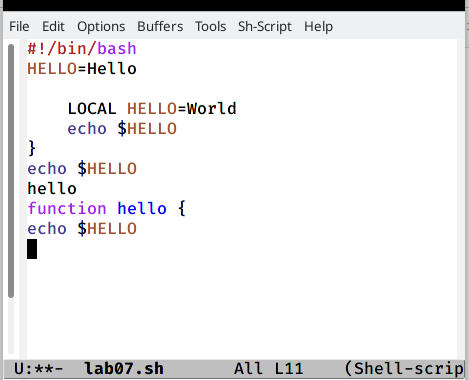 File Edit Options Buffers Tools Sh-Script Help
#!/bin/bash
HELLO=Hello
LOCAL HELLO=World
echo $HELLO
}
echo $HELLO
hello
function hello {
echo $HELLO
U:**- lab07.sh All L11 (Shell-scrip